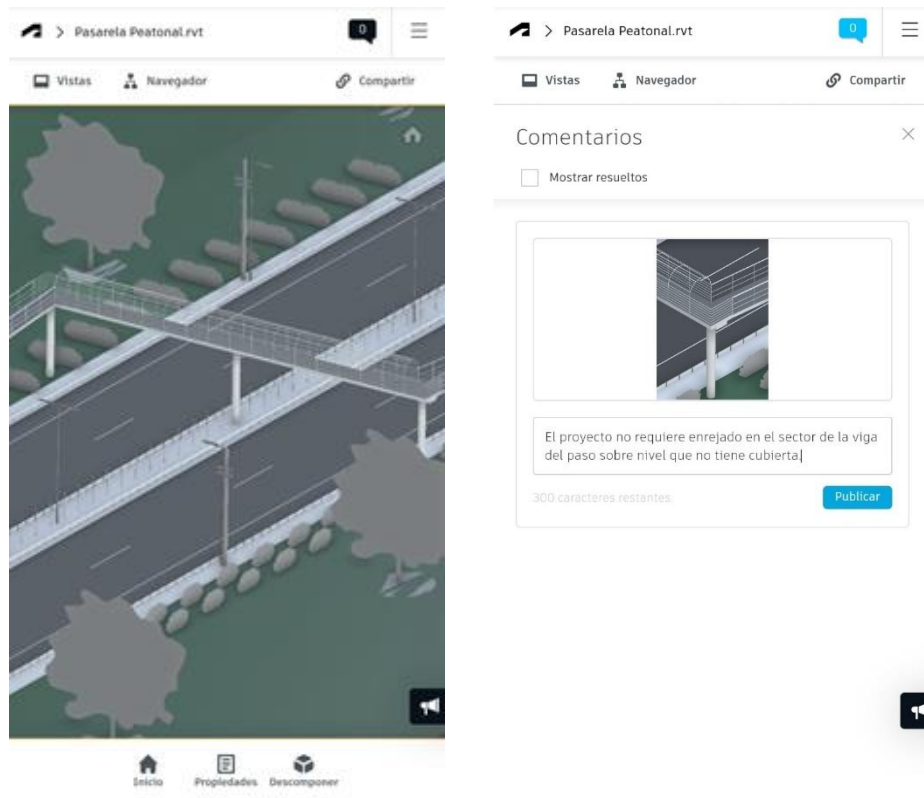 > Pasarela Peatonal.rvt 0
Vistas Navegador Compartir
Inicio Propiedades Descomponer
> Pasarela Peatonal.rvt 0
Vistas Navegador Compartir
Comentarios
Mostrar resueltos
El proyecto no requiere enrejado en el sector de la viga
del paso sobre nivel que no tiene cubierta.
300 caracteres restantes
Publicar